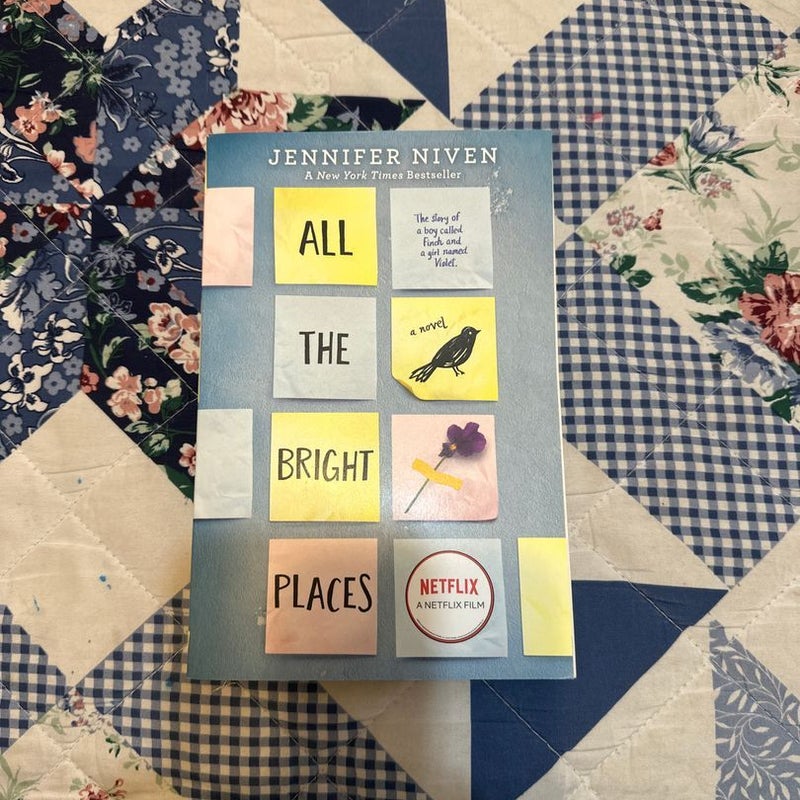 JENNIFER NIVEN
A New York Times Bestseller
ALL
The story of
a boy called
Finch and
a girl named
Violet.
THE
a novel
BRIGHT
PLACES
NETFLIX
A NETFLIX FILM